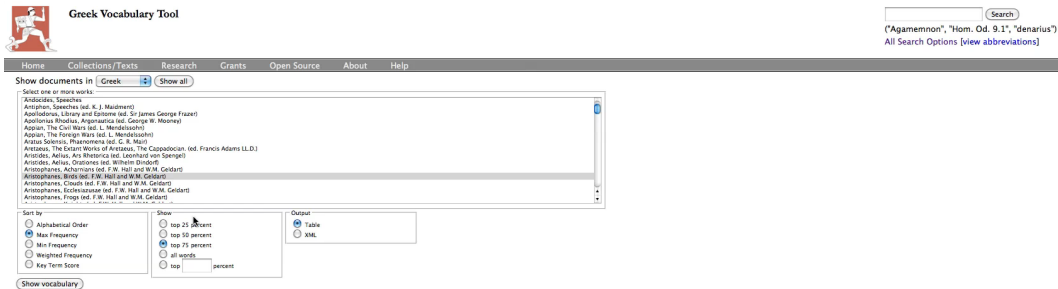 Greek Vocabulary Tool
Search
("Agamemnon", "Hom. Od. 9.1", "denarius")
All Search Options [view abbreviations]
Home Collections/Texts Research Grants Open Source About Help
Show documents in Greek Show all
Select one or more works:
Andocides, Speeches
Antiphon, Speeches (ed. K. J. Maidment)
Apollodorus, Library and Epitome (ed. Sir James George Frazer)
Apollonius Rhodius, Argonautica (ed. George W. Mooney)
Appian, The Civil Wars (ed. L. Mendelssohn)
Appian, The Foreign Wars (ed. L. Mendelssohn)
Aratus Solensis, Phaenomena (ed. G. R. Mair)
Aretaeus, The Extant Works of Aretaeus, The Cappadocian. (ed. Francis Adams LL.D.)
Aristides, Aelius, Ars Rhetorica (ed. Leonhard von Spengel)
Aristides, Aelius, Orationes (ed. Wilhelm Dindorf)
Aristophanes, Acharnians (ed. F.W. Hall and W.M. Geldart)
Aristophanes, Birds (ed. F.W. Hall and W.M. Geldart)
Aristophanes, Clouds (ed. F.W. Hall and W.M. Geldart)
Aristophanes, Ecclesiazusae (ed. F.W. Hall and W.M. Geldart)
Aristophanes, Frogs (ed. F.W. Hall and W.M. Geldart)
Sort by
Alphabetical Order
Max Frequency
Min Frequency
Weighted Frequency
Key Term Score
Show
top 25 percent
top 50 percent
top 75 percent
all words
top percent
Output
Table
XML
Show vocabulary